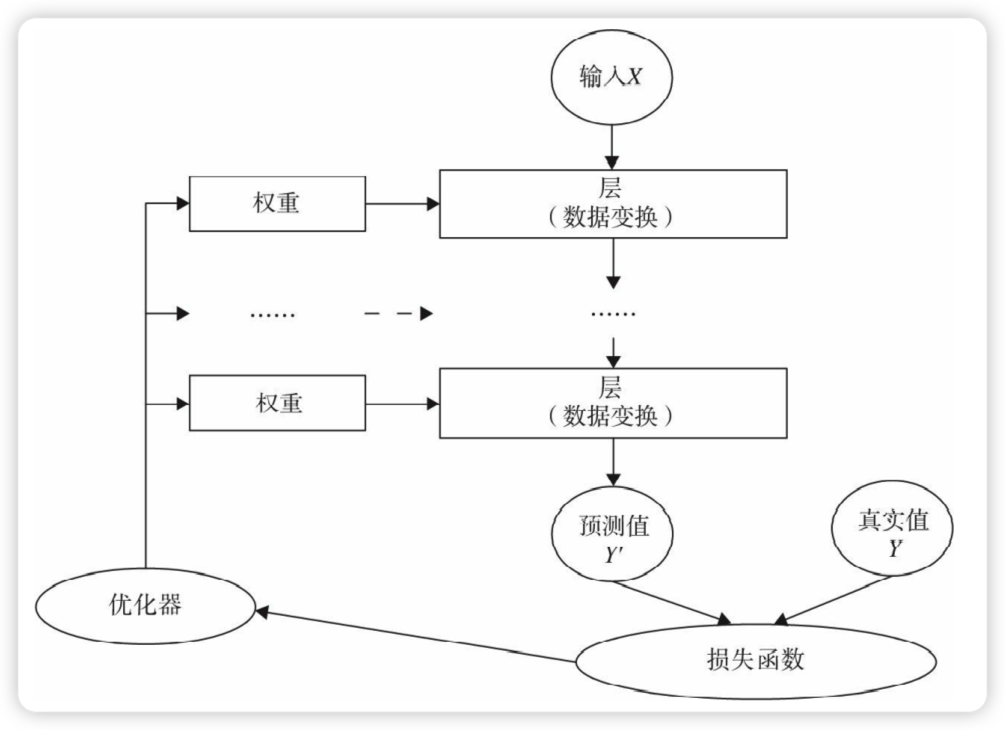 输入X
权重
层
（数据变换）
……
……
权重
层
（数据变换）
预测值
Y′
真实值
Y
优化器
损失函数